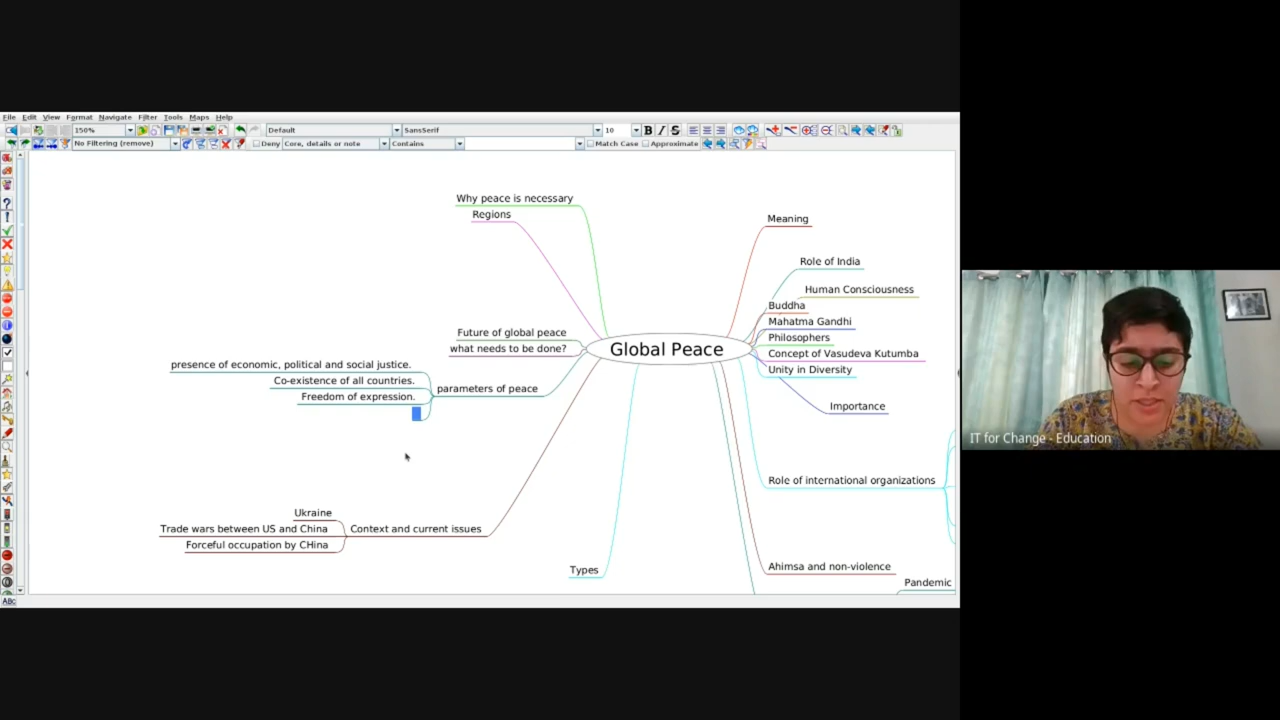 File Edit View Format Navigate Filter Tools Maps Help
150% Default SansSerif 10 B I S
No Filtering (remove) Deny Core, details or note Contains Match Case Approximate
Why peace is necessary
Regions
Meaning
Role of India
Human Consciousness
Buddha
Mahatma Gandhi
Philosophers
Concept of Vasudeva Kutumba
Unity in Diversity
Importance
Future of global peace
what needs to be done?
Global Peace
presence of economic, political and social justice.
Co-existence of all countries.
Freedom of expression.
parameters of peace
Role of international organizations
Ukraine
Trade wars between US and China
Forceful occupation by CHina
Context and current issues
Types
Ahimsa and non-violence
Pandemic
ABc
IT for Change - Education